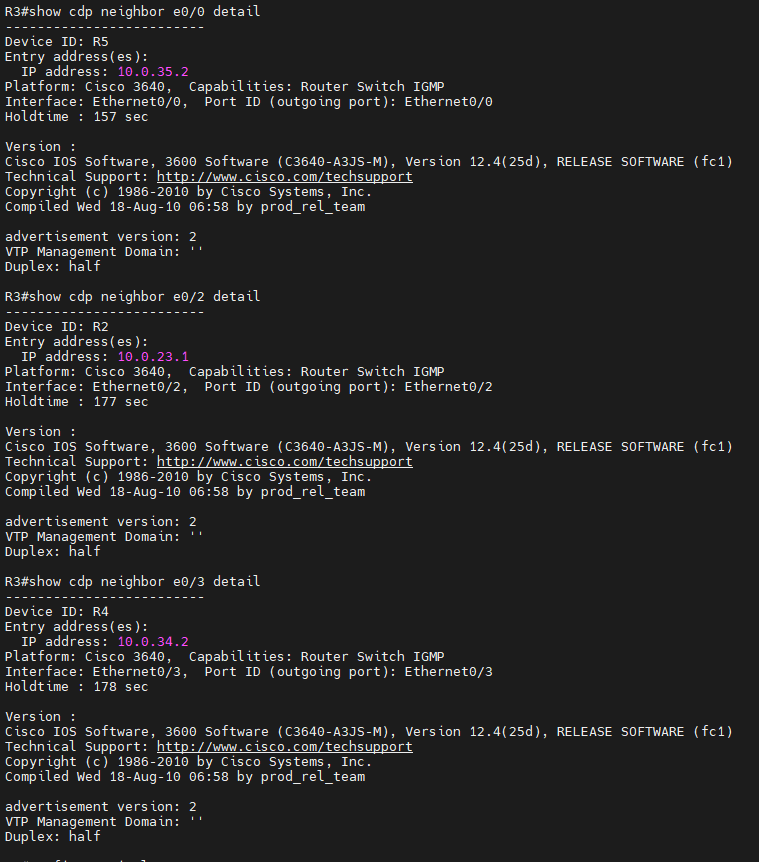 R3#show cdp neighbor e0/0 detail
-------------------------
Device ID: R5
Entry address(es):
  IP address: 10.0.35.2
Platform: Cisco 3640,  Capabilities: Router Switch IGMP
Interface: Ethernet0/0,  Port ID (outgoing port): Ethernet0/0
Holdtime : 157 sec

Version :
Cisco IOS Software, 3600 Software (C3640-A3JS-M), Version 12.4(25d), RELEASE SOFTWARE (fc1)
Technical Support: http://www.cisco.com/techsupport
Copyright (c) 1986-2010 by Cisco Systems, Inc.
Compiled Wed 18-Aug-10 06:58 by prod_rel_team

advertisement version: 2
VTP Management Domain: ''
Duplex: half

R3#show cdp neighbor e0/2 detail
-------------------------
Device ID: R2
Entry address(es):
  IP address: 10.0.23.1
Platform: Cisco 3640,  Capabilities: Router Switch IGMP
Interface: Ethernet0/2,  Port ID (outgoing port): Ethernet0/2
Holdtime : 177 sec

Version :
Cisco IOS Software, 3600 Software (C3640-A3JS-M), Version 12.4(25d), RELEASE SOFTWARE (fc1)
Technical Support: http://www.cisco.com/techsupport
Copyright (c) 1986-2010 by Cisco Systems, Inc.
Compiled Wed 18-Aug-10 06:58 by prod_rel_team

advertisement version: 2
VTP Management Domain: ''
Duplex: half

R3#show cdp neighbor e0/3 detail
-------------------------
Device ID: R4
Entry address(es):
  IP address: 10.0.34.2
Platform: Cisco 3640,  Capabilities: Router Switch IGMP
Interface: Ethernet0/3,  Port ID (outgoing port): Ethernet0/3
Holdtime : 178 sec

Version :
Cisco IOS Software, 3600 Software (C3640-A3JS-M), Version 12.4(25d), RELEASE SOFTWARE (fc1)
Technical Support: http://www.cisco.com/techsupport
Copyright (c) 1986-2010 by Cisco Systems, Inc.
Compiled Wed 18-Aug-10 06:58 by prod_rel_team

advertisement version: 2
VTP Management Domain: ''
Duplex: half